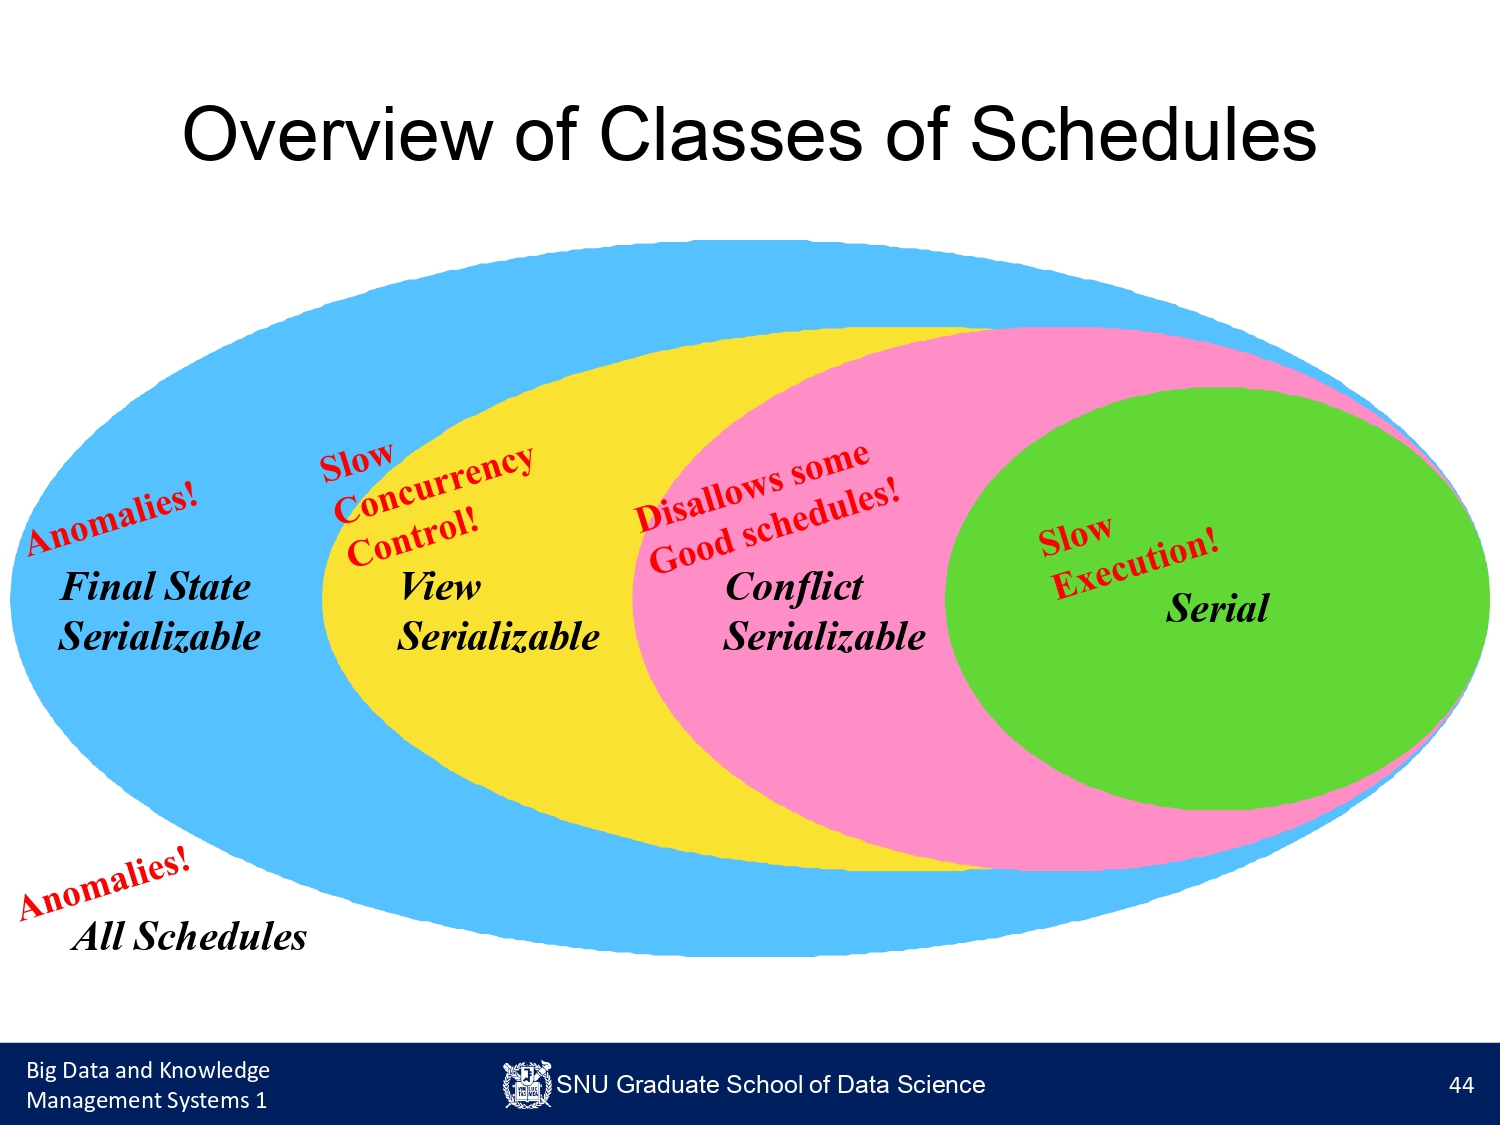 Overview of Classes of Schedules
Anomalies!
Final State
Serializable
Slow
Concurrency
Control!
View
Serializable
Disallows some
Good schedules!
Conflict
Serializable
Slow
Execution!
Serial
Anomalies!
All Schedules
Big Data and Knowledge
Management Systems 1
SNU Graduate School of Data Science
44